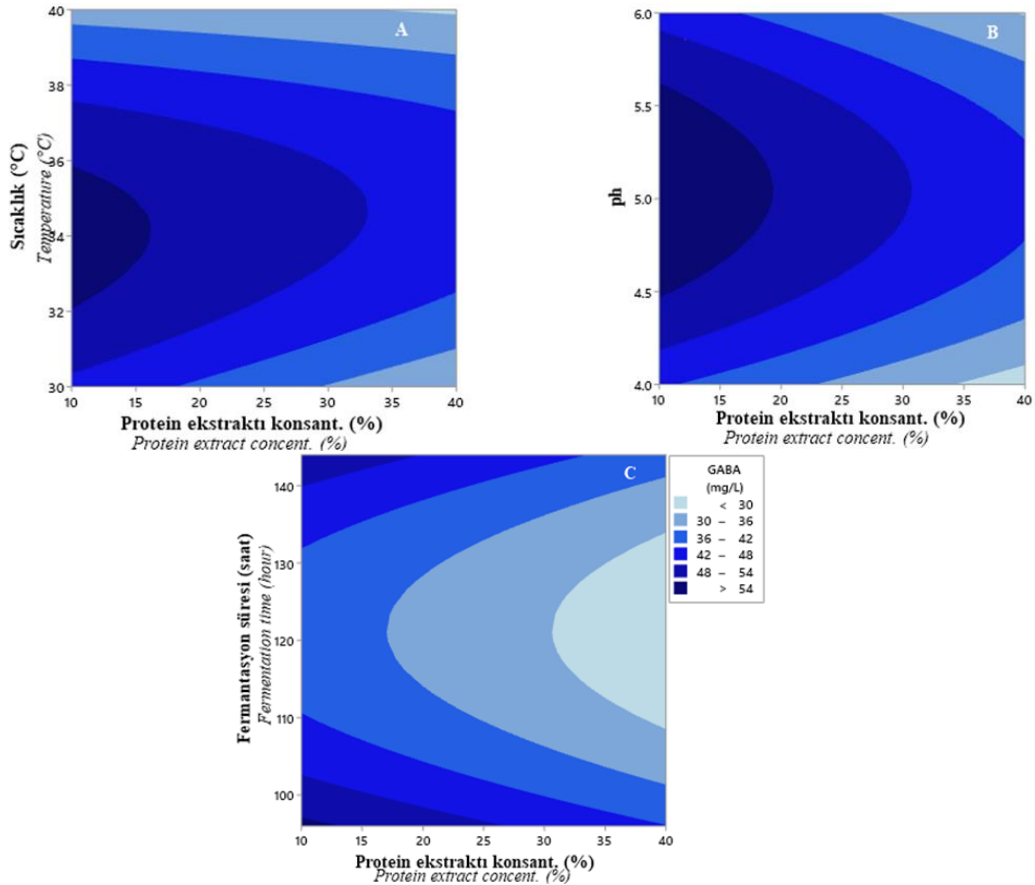 A
Sıcaklık (°C)
Temperature (°C)
40
38
36
34
32
30
10
15
20
25
30
35
40
Protein ekstraktı konsant. (%)
Protein extract concent. (%)
B
ph
6.0
5.5
5.0
4.5
4.0
10
15
20
25
30
35
40
Protein ekstraktı konsant. (%)
Protein extract concent. (%)
C
Fermantasyon süresi (saat)
Fermentation time (hour)
140
130
120
110
100
10
15
20
25
30
35
40
Protein ekstraktı konsant. (%)
Protein extract concent. (%)
GABA
(mg/L)
< 30
30 – 36
36 – 42
42 – 48
48 – 54
> 54